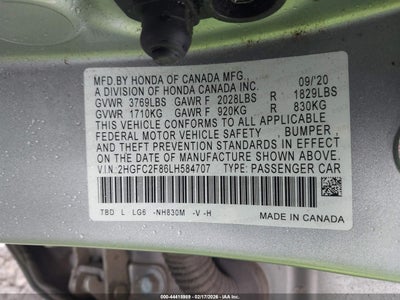 MFD.BY HONDA OF CANADA MFG., 09/20
A DIVISION OF HONDA CANADA INC.
GVWR 3769LBS GAWR F 2028LBS R 1829LBS
GVWR 1710KG GAWR F 920KG R 830KG
THIS VEHICLE CONFORMS TO ALL APPLICABLE
FEDERAL MOTOR VEHICLE SAFETY, BUMPER,
AND THEFT PREVENTION STANDARDS IN EFFECT
ON THE DATE OF MANUFACTURE SHOWN ABOVE.
V.I.N: 2HGFC2F86LH584707 TYPE: PASSENGER CAR
TBD L LG6 -NH830M -V -H
MADE IN CANADA
000-44418969 (02/17/2026 - IAA)